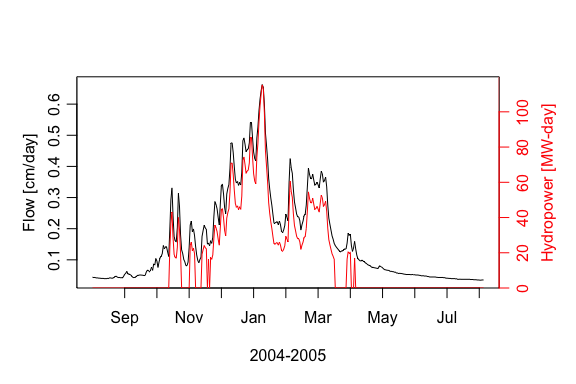 Flow [cm/day]
0.1 0.2 0.3 0.4 0.5 0.6
Sep Nov Jan Mar May Jul
2004-2005
0 20 40 60 80 100
Hydropower [MW-day]